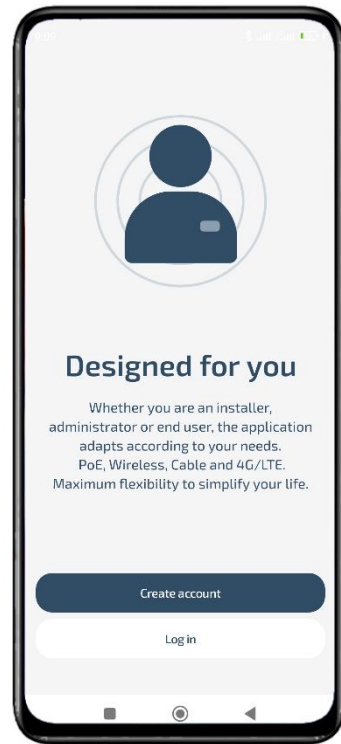 Designed for you
Whether you are an installer,
administrator or end user, the application
adapts according to your needs.
PoE, Wireless, Cable and 4G/LTE.
Maximum flexibility to simplify your life.
Create account
Log in